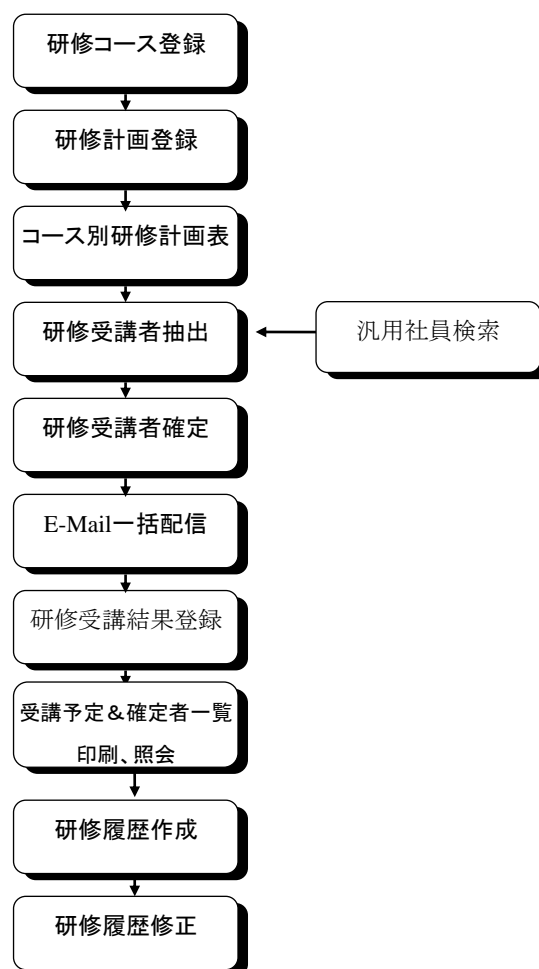 研修コース登録
研修計画登録
コース別研修計画表
研修受講者抽出
汎用社員検索
研修受講者確定
E-Mail一括配信
研修受講結果登録
受講予定＆確定者一覧
印刷、照会
研修履歴作成
研修履歴修正